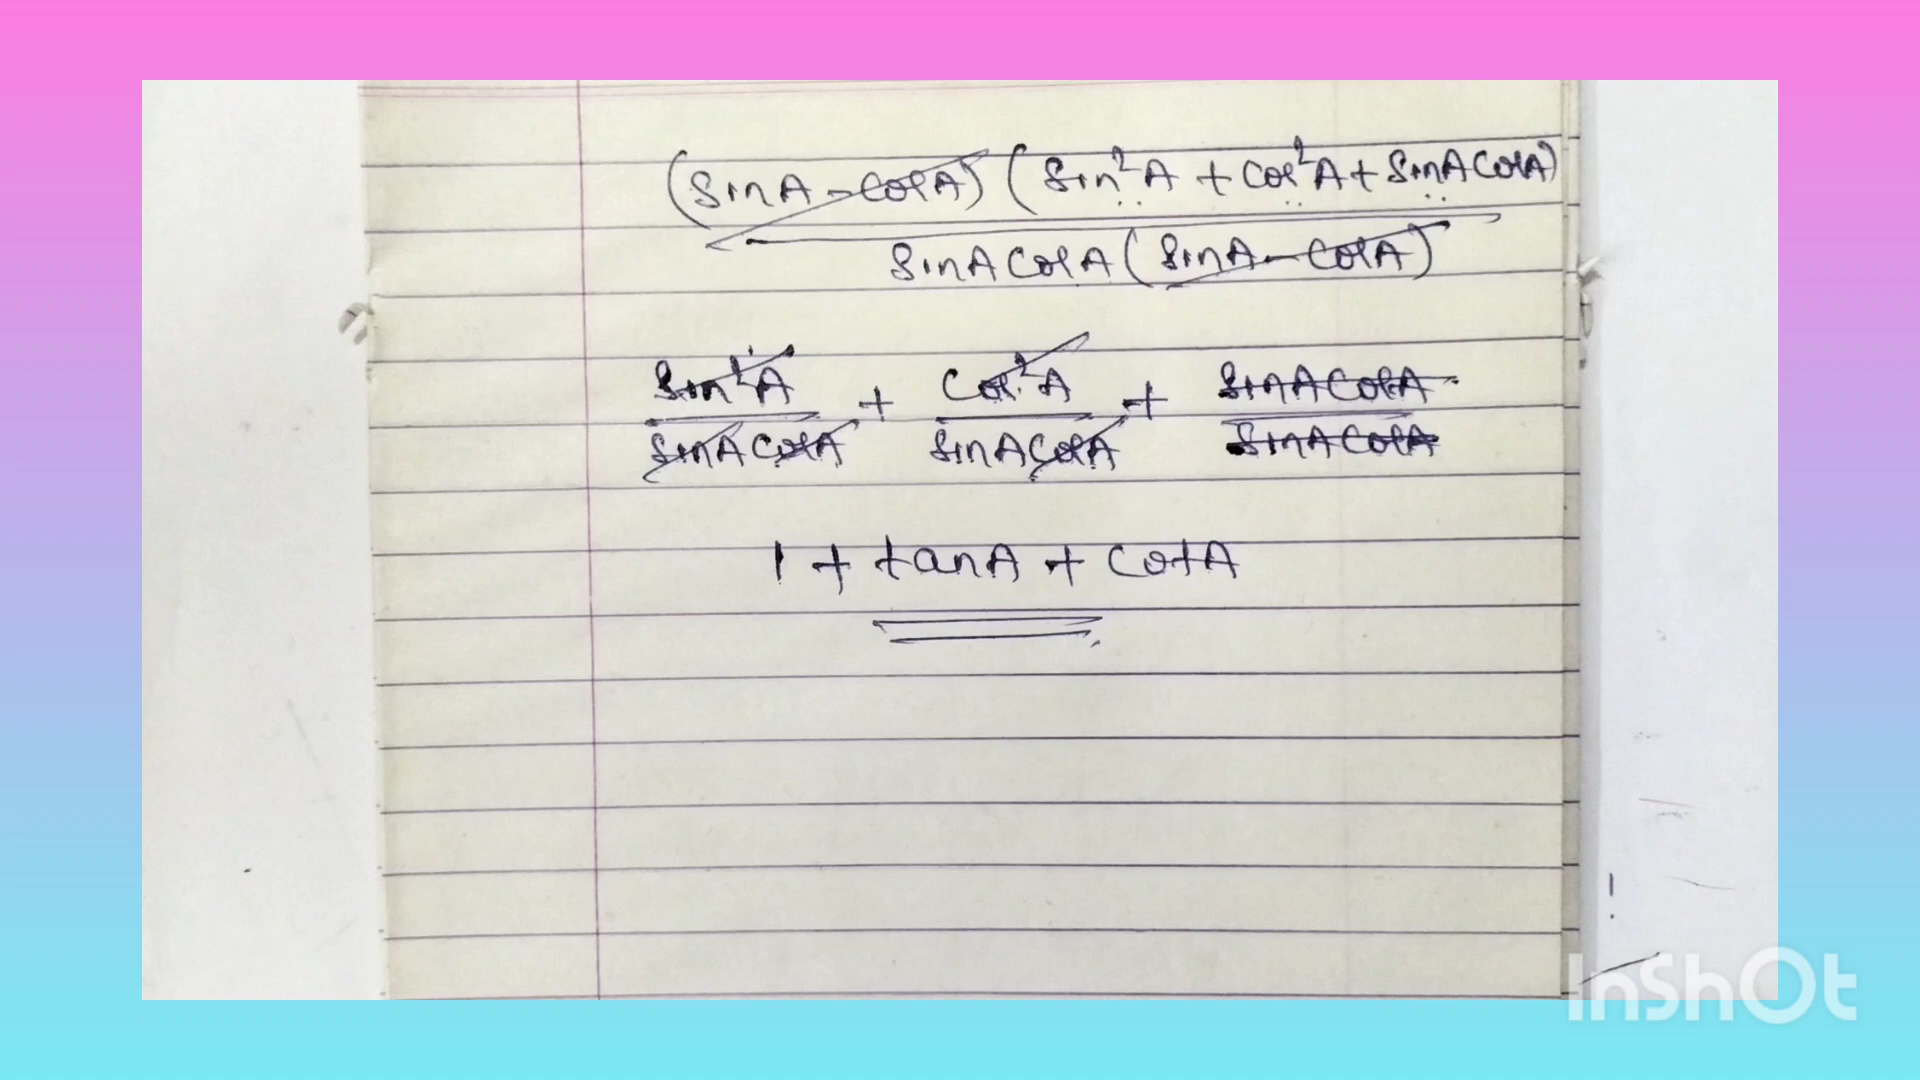 (SinA - CosA) (Sin²A + Cos²A + SinA CosA)
SinA CosA (SinA - CosA)
Sin²A + Cos²A + SinA CosA
SinA CosA SinA CosA SinA CosA
1 + tanA + CotA
InShOt